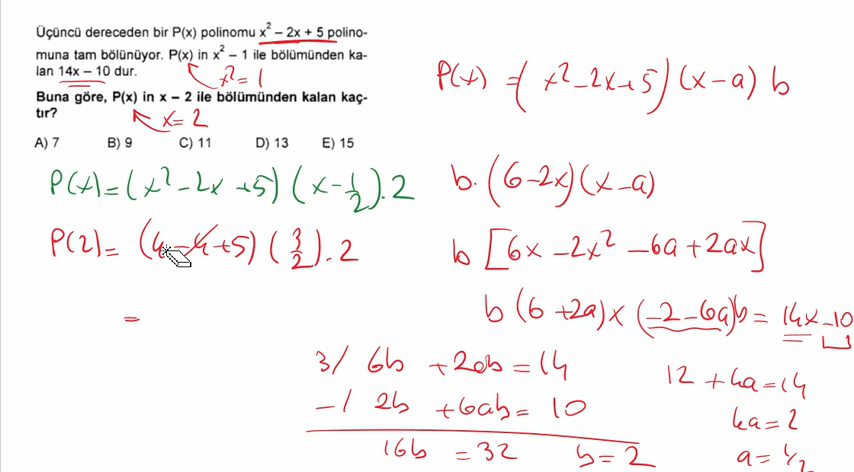 Üçüncü dereceden bir P(x) polinomu x² – 2x + 5 polino-
muna tam bölünüyor. P(x) in x² – 1 ile bölümünden ka-
lan 14x – 10 dur.
x² = 1
Buna göre, P(x) in x – 2 ile bölümünden kalan kaç-
tır?
x = 2
A) 7 B) 9 C) 11 D) 13 E) 15
P(x) = (x² - 2x + 5) (x - 1/2) . 2
P(2) = (4 - 4 + 5) (3/2) . 2
=
P(x) = (x² - 2x + 5) (x - a) b
b. (6 - 2x) (x - a)
b [6x - 2x² - 6a + 2ax]
b (6 + 2a) x (-2 - 6a) b = 14x - 10
3/ 6b + 2ab = 14
-1 2b + 6ab = 10
16b = 32 b = 2
12 + 4a = 14
4a = 2
a = 1/2